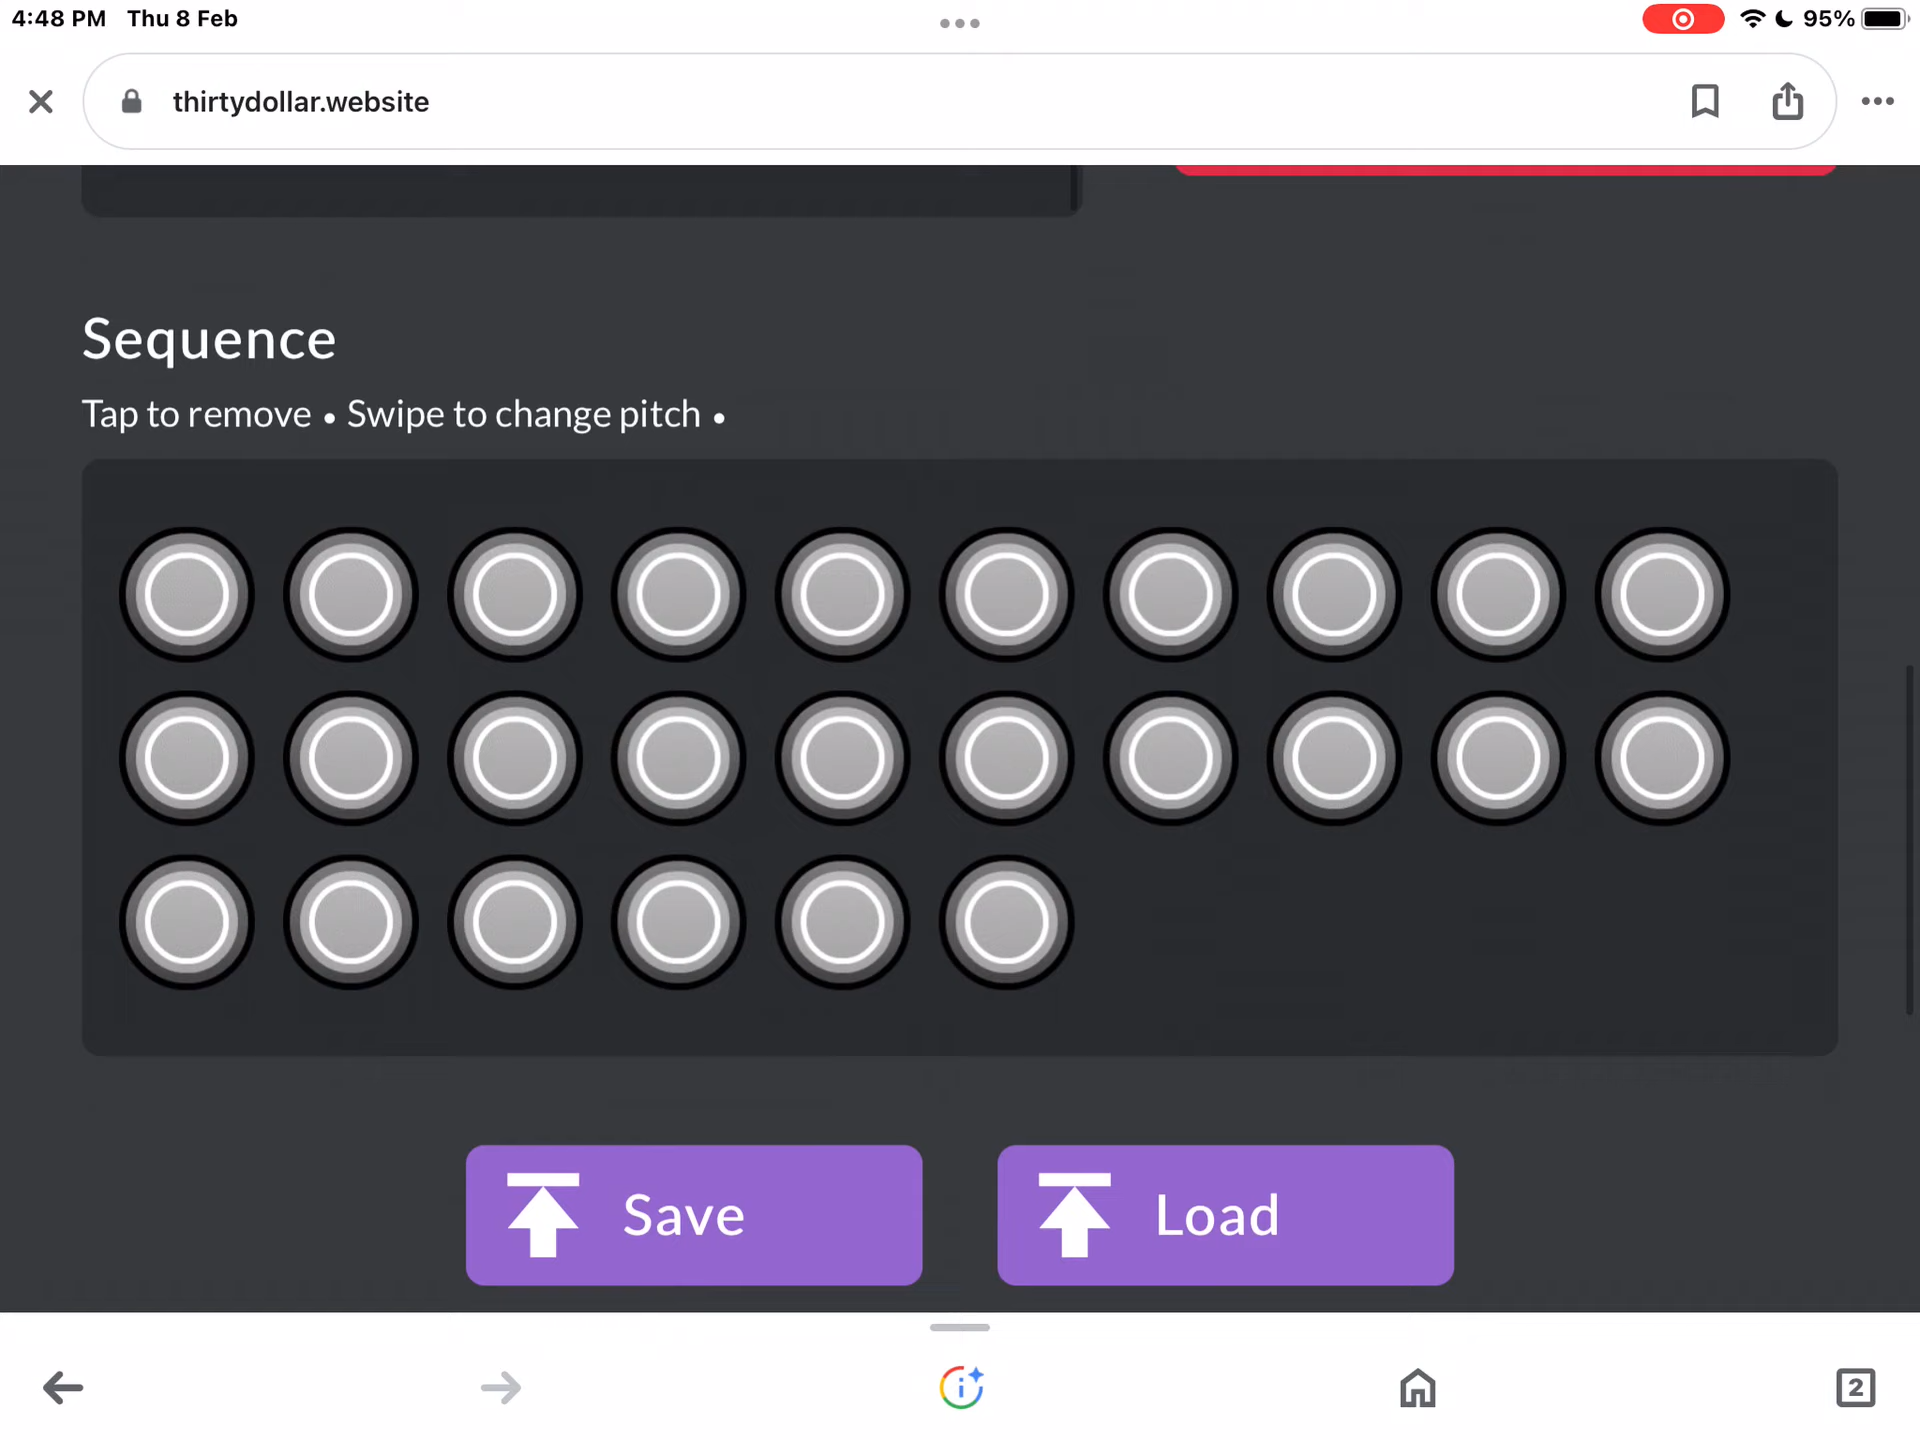 4:48 PM Thu 8 Feb 95%
thirtydollar.website
Sequence
Tap to remove • Swipe to change pitch •
Save
Load
2